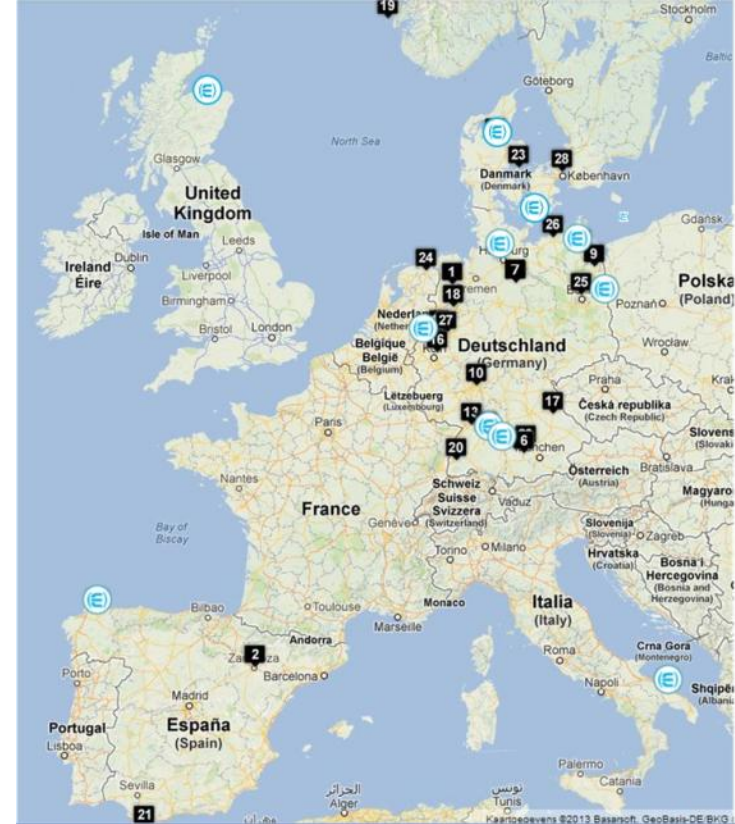 19
Stockholm
Baltic
Göteborg
North Sea
Glasgow
23
28
Danmark
(Denmark)
København
United
Kingdom
26
Gdańsk
Isle of Man
Leeds
Dublin
Ireland
Éire
24
1
7
9
Liverpool
25
Polska
(Poland)
18
Birmingham
Poznań
Bristol
London
27
Wrocław
Belgique
België
(Belgium)
Deutschland
(Germany)
10
Praha
Lëtzebuerg
(Luxembourg)
17
Česká republika
(Czech Republic)
13
Paris
6
20
Nantes
Schweiz
Suisse
Svizzera
(Switzerland)
Vaduz
Österreich
(Austria)
Bratislava
France
Genève
Bay of
Biscay
Slovenija
(Slovenia)
Zagreb
Torino
Milano
Hrvatska
(Croatia)
Bosna i
Hercegovina
(Bosnia and
Herzegovina)
Bilbao
Toulouse
Monaco
Marseille
Italia
(Italy)
Andorra
Crna Gora
(Montenegro)
2
Roma
Porto
Barcelona
Napoli
Madrid
Portugal
España
(Spain)
Lisboa
Sevilla
Palermo
Catania
21
الجزائر
Alger
تونس
Tunis
Kaartgegevens ©2013 Basarsoft, GeoBasis-DE/BKG